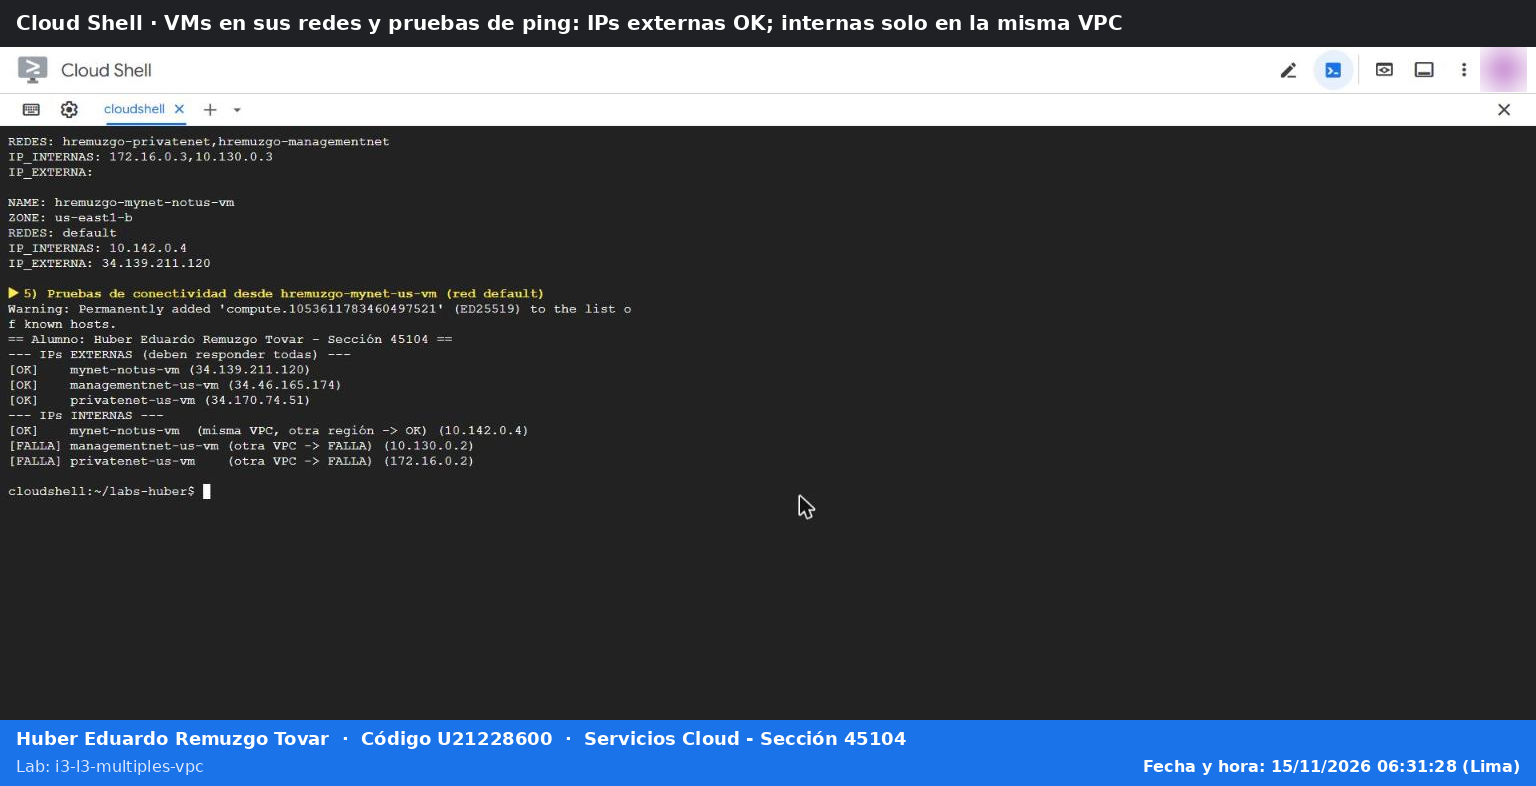 Cloud Shell · VMs en sus redes y pruebas de ping: IPs externas OK; internas solo en la misma VPC
Cloud Shell
cloudshell
REDES: hremuzgo-privatenet,hremuzgo-managementnet
IP_INTERNAS: 172.16.0.3,10.130.0.3
IP_EXTERNA:
NAME: hremuzgo-mynet-notus-vm
ZONE: us-east1-b
REDES: default
IP_INTERNAS: 10.142.0.4
IP_EXTERNA: 34.139.211.120
▶ 5) Pruebas de conectividad desde hremuzgo-mynet-us-vm (red default)
Warning: Permanently added 'compute.1053611783460497521' (ED25519) to the list o
f known hosts.
== Alumno: Huber Eduardo Remuzgo Tovar - Sección 45104 ==
--- IPs EXTERNAS (deben responder todas) ---
[OK]    mynet-notus-vm (34.139.211.120)
[OK]    managementnet-us-vm (34.46.165.174)
[OK]    privatenet-us-vm (34.170.74.51)
--- IPs INTERNAS ---
[OK]    mynet-notus-vm  (misma VPC, otra región -> OK) (10.142.0.4)
[FALLA] managementnet-us-vm (otra VPC -> FALLA) (10.130.0.2)
[FALLA] privatenet-us-vm    (otra VPC -> FALLA) (172.16.0.2)
cloudshell:~/labs-huber$
Huber Eduardo Remuzgo Tovar · Código U21228600 · Servicios Cloud - Sección 45104
Lab: i3-l3-multiples-vpc
Fecha y hora: 15/11/2026 06:31:28 (Lima)